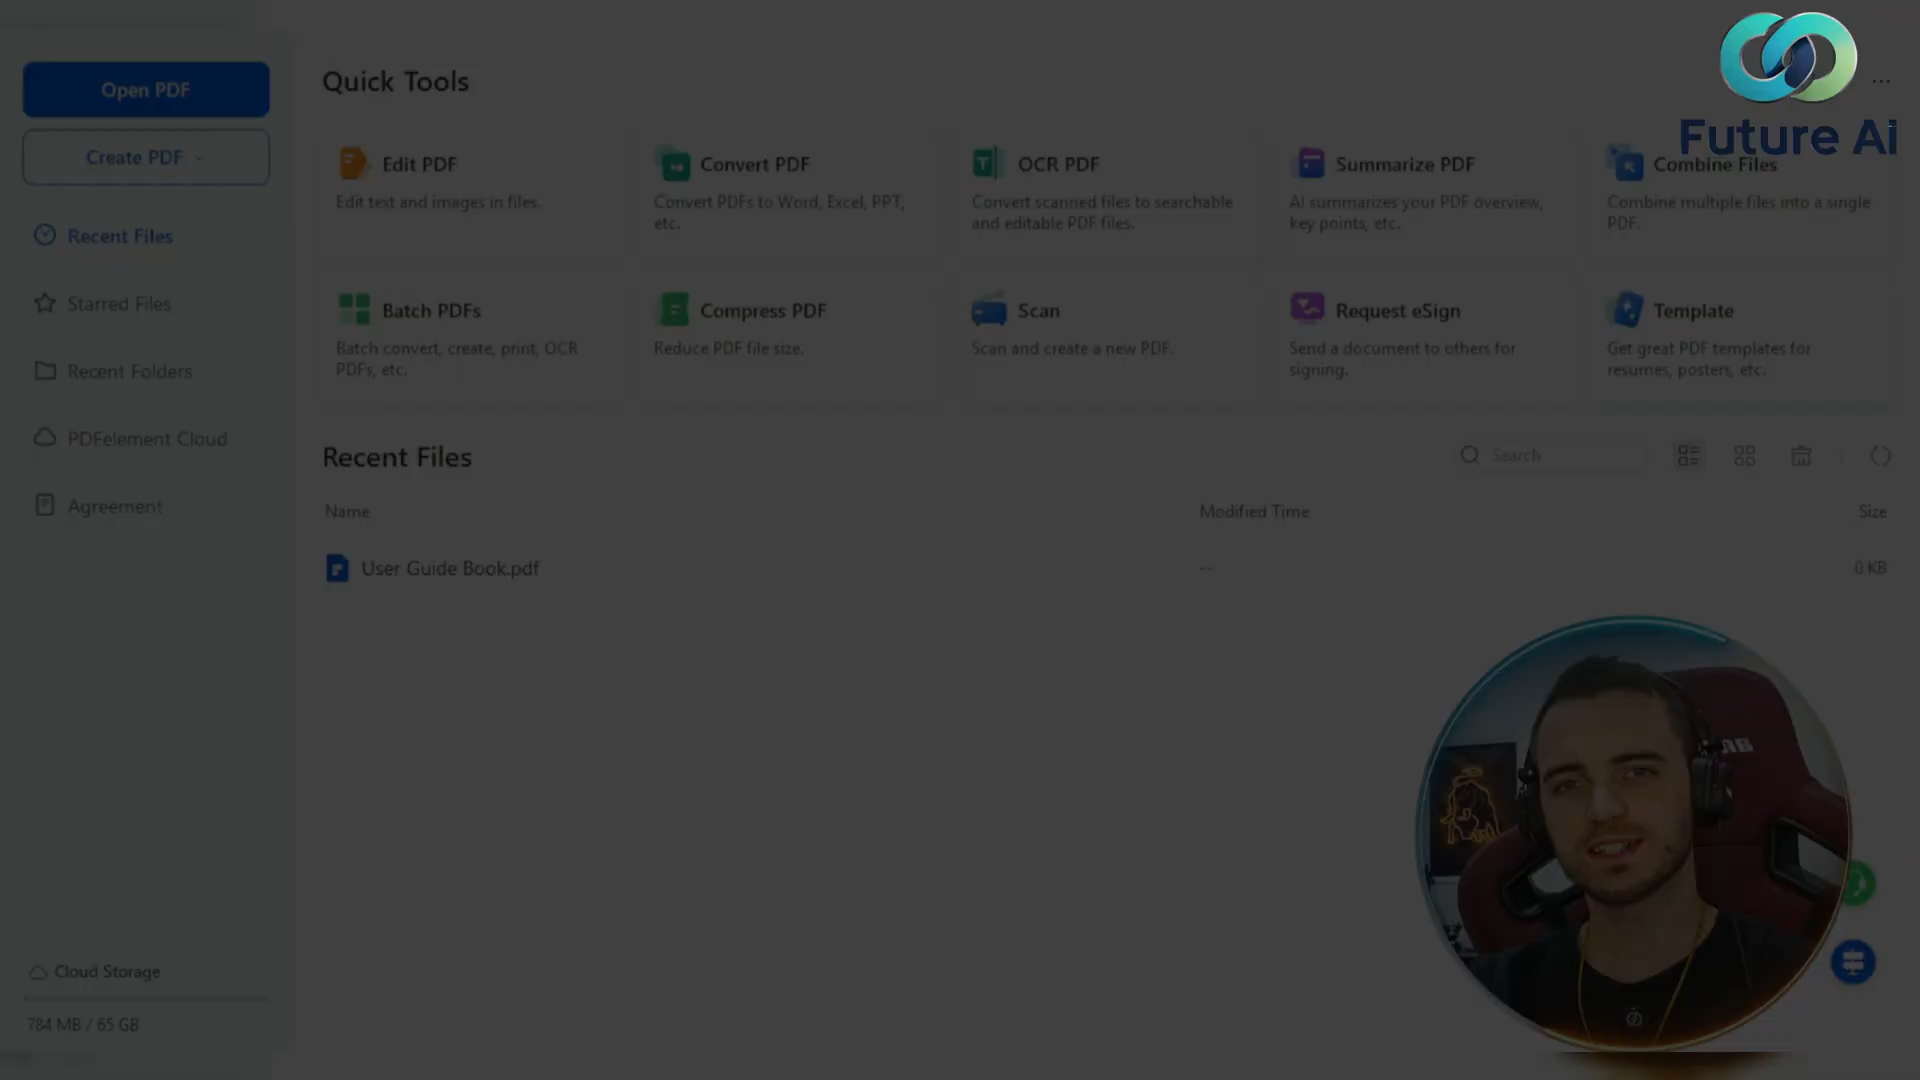 Future Ai
Open PDF
Create PDF
Recent Files
Starred Files
Recent Folders
PDFelement Cloud
Agreement
Cloud Storage
784 MB / 65 GB
Quick Tools
Edit PDF
Edit text and images in files.
Convert PDF
Convert PDFs to Word, Excel, PPT,
etc.
OCR PDF
Convert scanned files to searchable
and editable PDF files.
Summarize PDF
AI summarizes your PDF overview,
key points, etc.
Combine Files
Combine multiple files into a single
PDF.
Batch PDFs
Batch convert, create, print, OCR
PDFs, etc.
Compress PDF
Reduce PDF file size.
Scan
Scan and create a new PDF.
Request eSign
Send a document to others for
signing.
Template
Get great PDF templates for
resumes, posters, etc.
Recent Files
Search
Name Modified Time Size
User Guide Book.pdf -- 0 KB